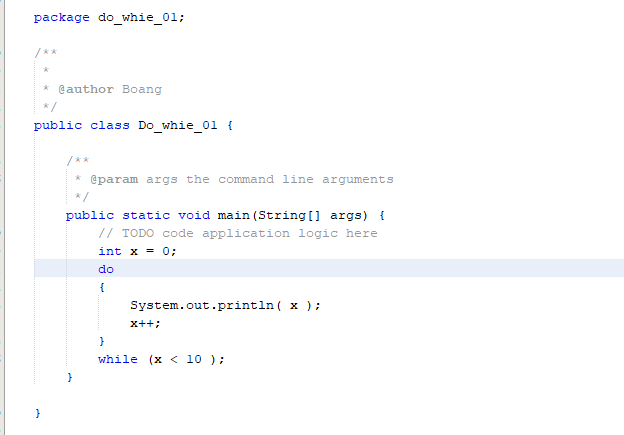 package do_whie_01;
/**
*
* @author Boang
*/
public class Do_whie_01 {
/**
* @param args the command line arguments
*/
public static void main(String[] args) {
// TODO code application logic here
int x = 0;
do
{
System.out.println( x );
x++;
}
while (x < 10 );
}
}